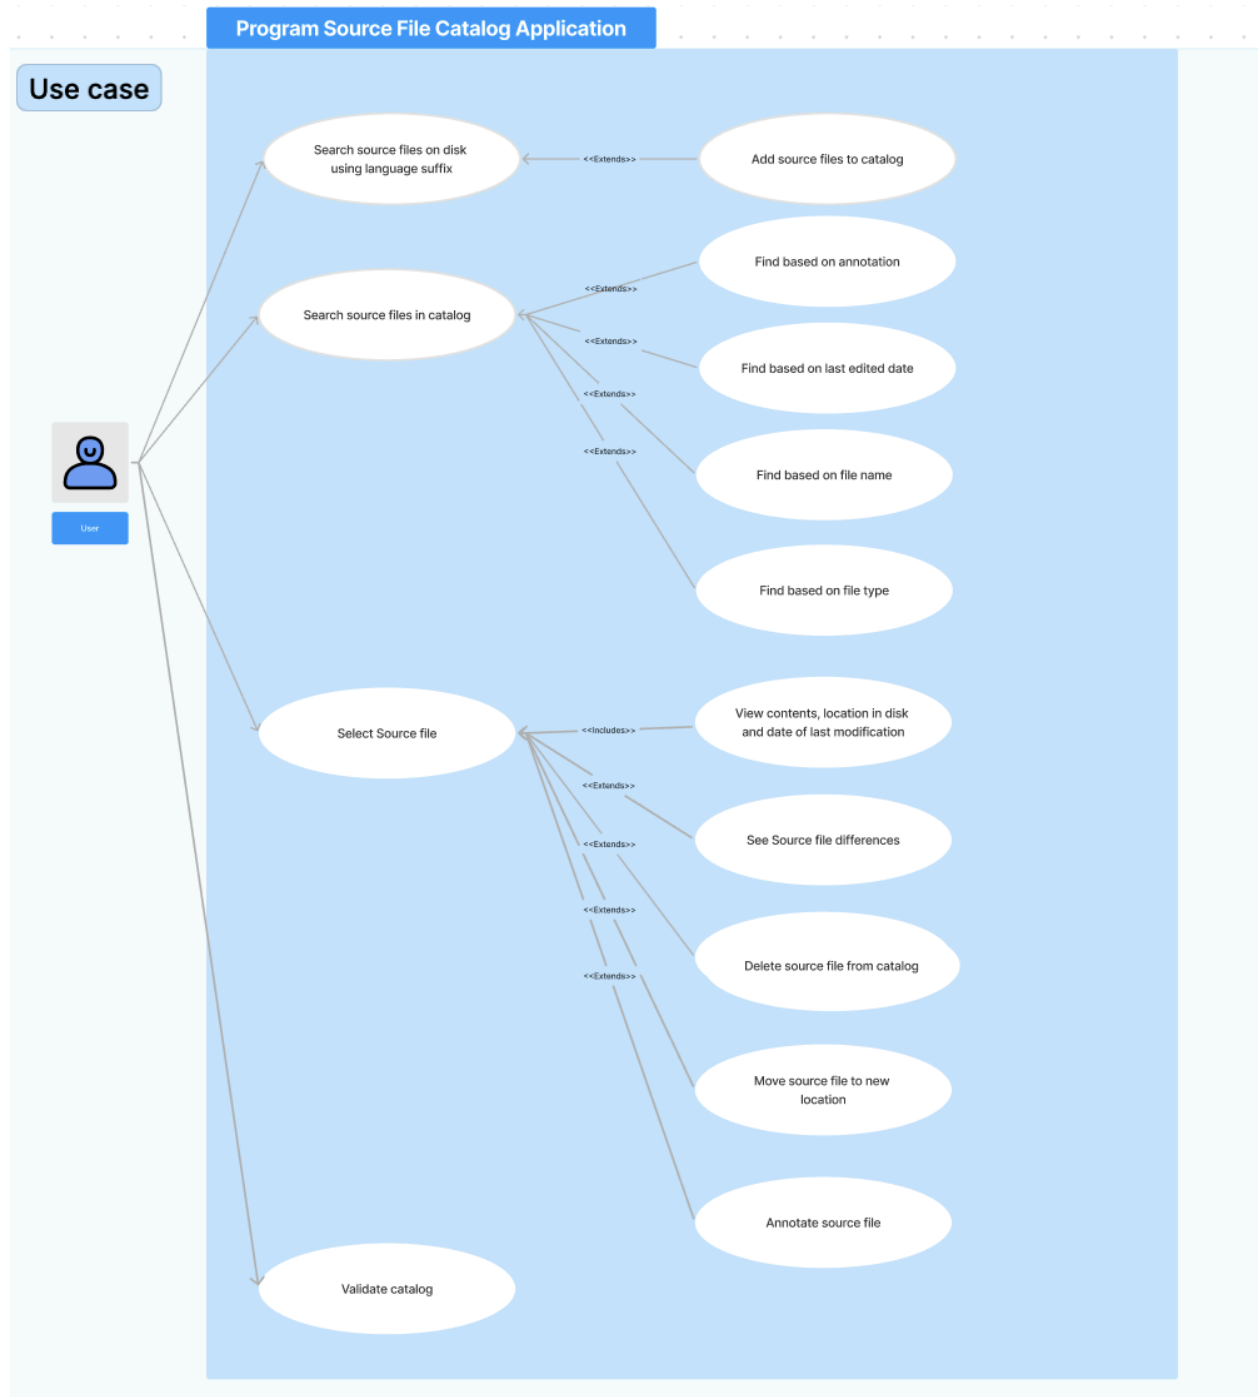 Program Source File Catalog Application
Use case
Search source files on disk
using language suffix
<<Extends>>
Add source files to catalog
Find based on annotation
<<Extends>>
Search source files in catalog
<<Extends>>
Find based on last edited date
<<Extends>>
<<Extends>>
Find based on file name
User
Find based on file type
View contents, location in disk
and date of last modification
<<Includes>>
Select Source file
<<Extends>>
See Source file differences
<<Extends>>
<<Extends>>
Delete source file from catalog
<<Extends>>
Move source file to new
location
Annotate source file
Validate catalog